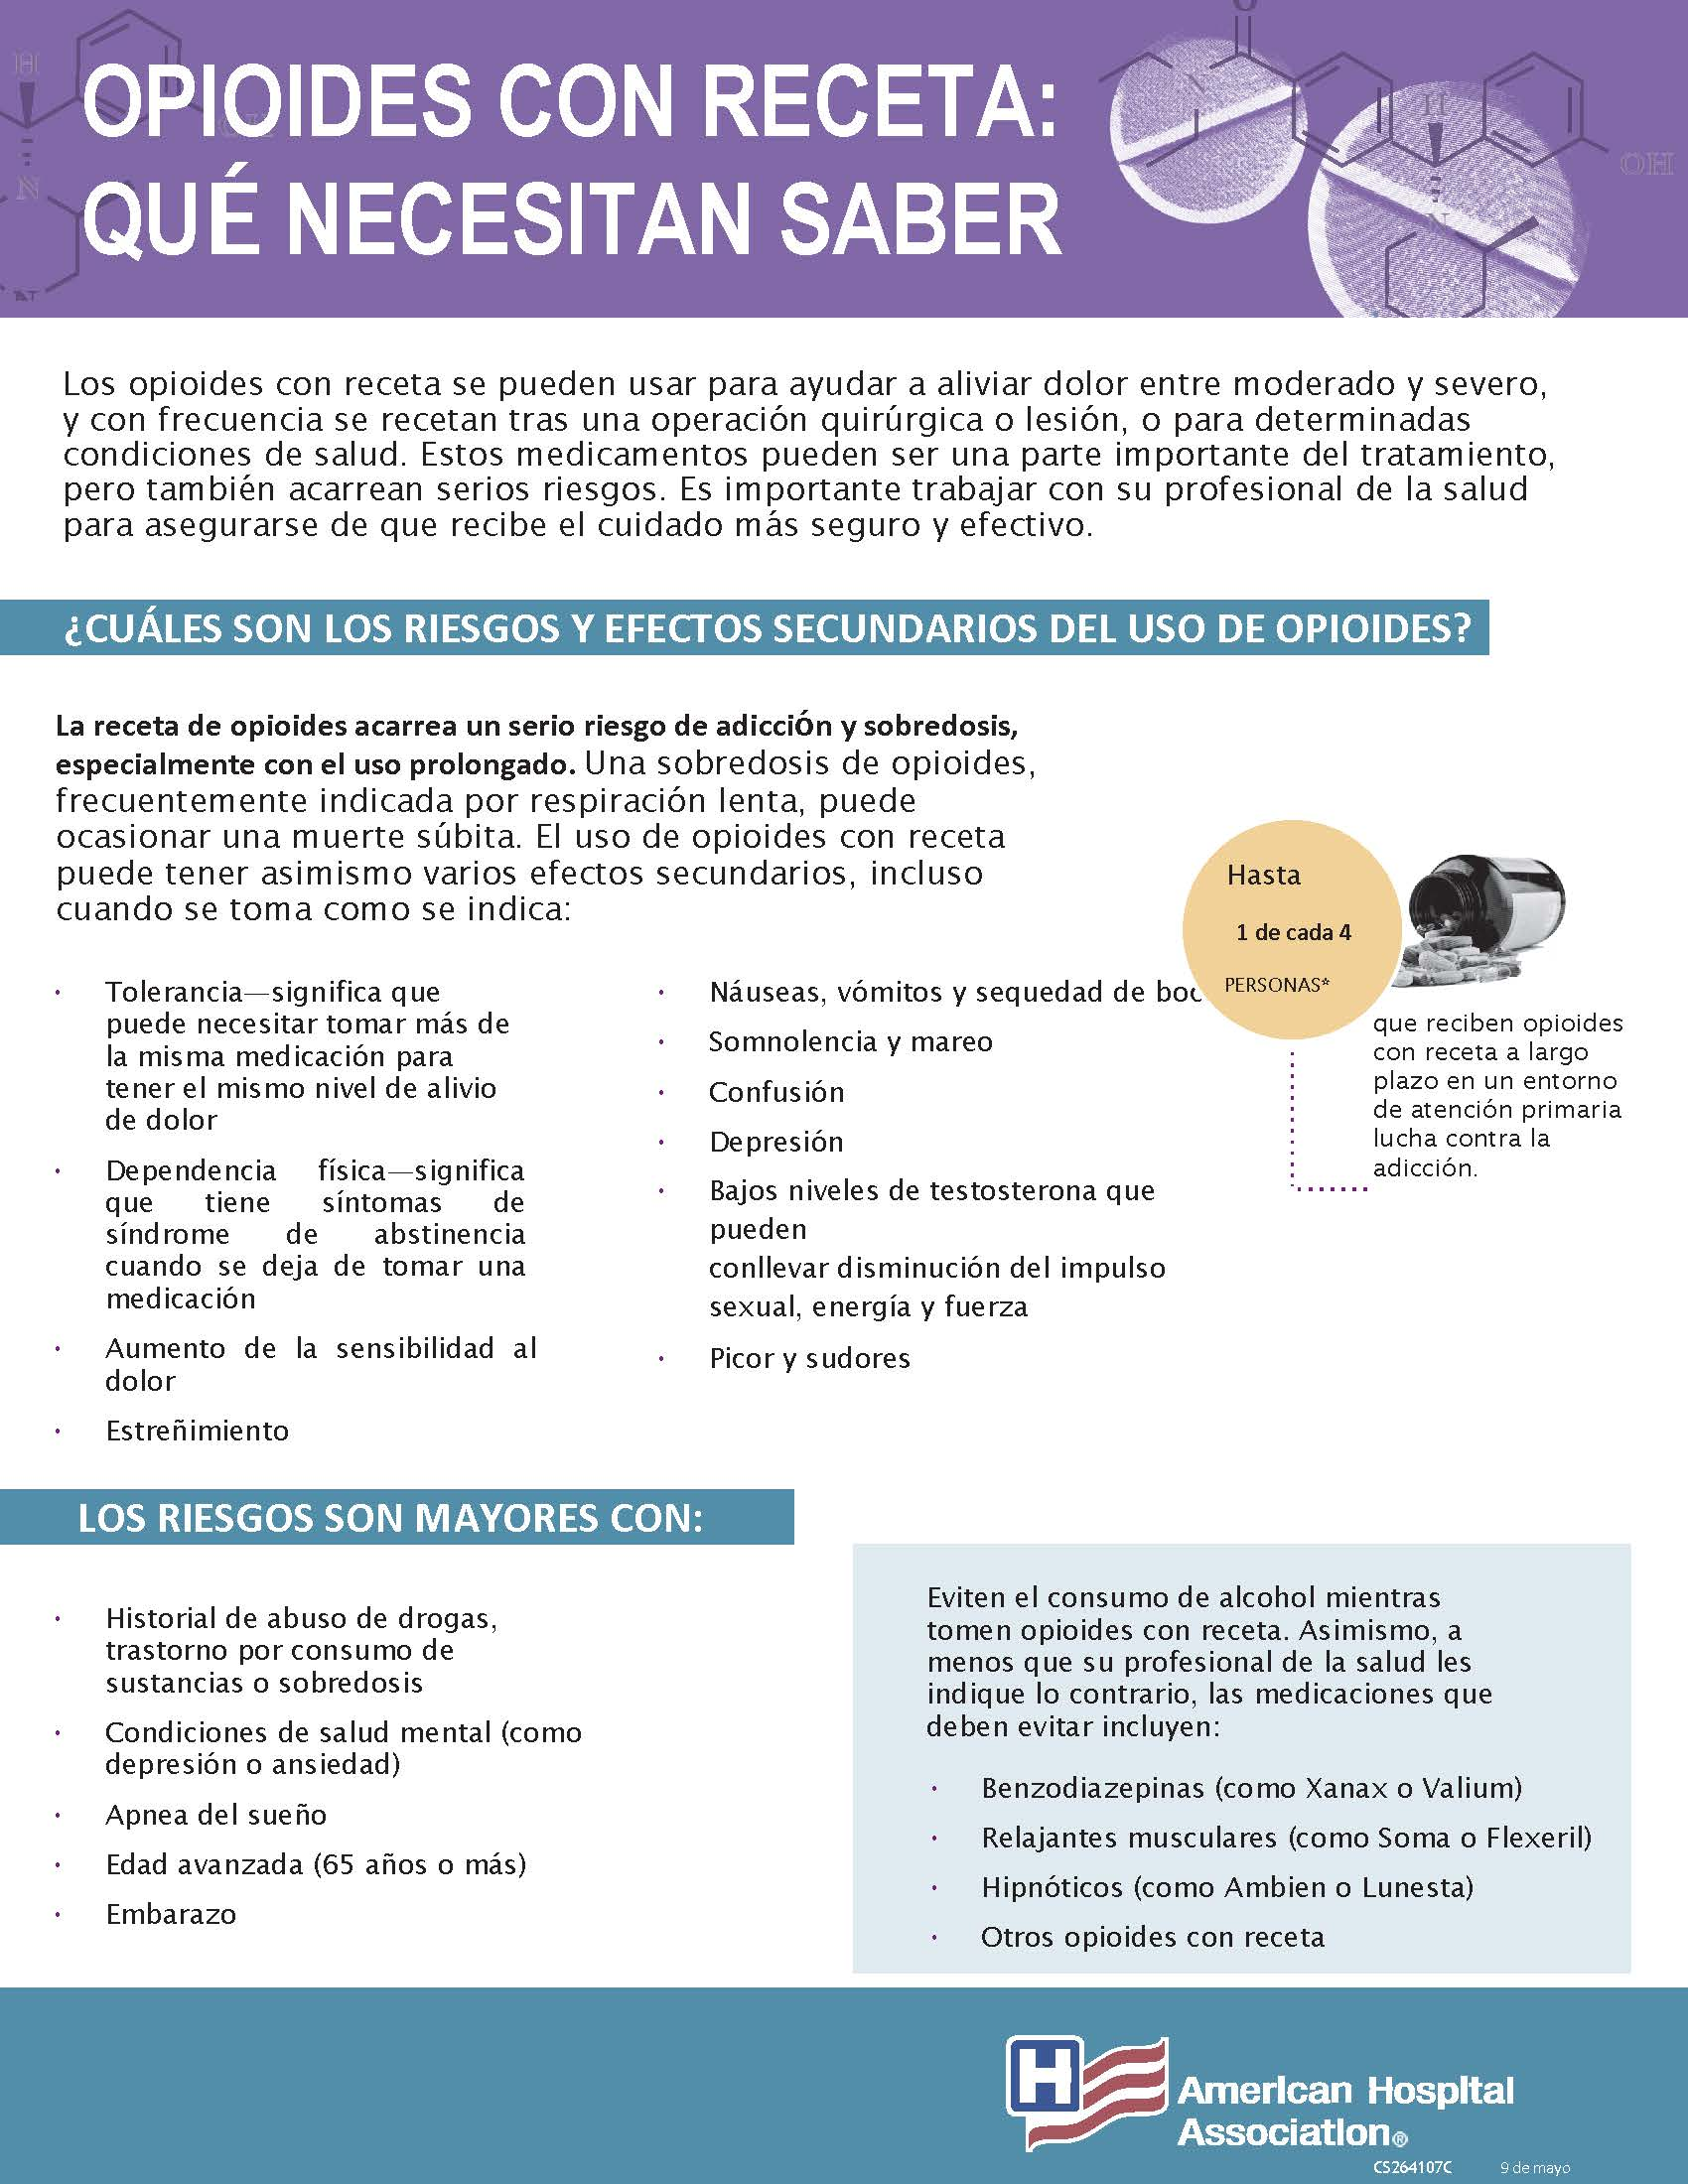 OPIOIDES CON RECETA:
QUÉ NECESITAN SABER
Los opioides con receta se pueden usar para ayudar a aliviar dolor entre moderado y severo,
y con frecuencia se recetan tras una operación quirúrgica o lesión, o para determinadas
condiciones de salud. Estos medicamentos pueden ser una parte importante del tratamiento,
pero también acarrean serios riesgos. Es importante trabajar con su profesional de la salud
para asegurarse de que recibe el cuidado más seguro y efectivo.
¿CUÁLES SON LOS RIESGOS Y EFECTOS SECUNDARIOS DEL USO DE OPIOIDES?
La receta de opioides acarrea un serio riesgo de adicción y sobredosis,
especialmente con el uso prolongado. Una sobredosis de opioides,
frecuentemente indicada por respiración lenta, puede
ocasionar una muerte súbita. El uso de opioides con receta
puede tener asimismo varios efectos secundarios, incluso
cuando se toma como se indica:
• Tolerancia—significa que
puede necesitar tomar más de
la misma medicación para
tener el mismo nivel de alivio
de dolor
• Dependencia física—significa
que tiene síntomas de
síndrome de abstinencia
cuando se deja de tomar una
medicación
• Aumento de la sensibilidad al
dolor
• Estreñimiento
• Náuseas, vómitos y sequedad de boc
• Somnolencia y mareo
• Confusión
• Depresión
• Bajos niveles de testosterona que
pueden
conllevar disminución del impulso
sexual, energía y fuerza
• Picor y sudores
Hasta
1 de cada 4
PERSONAS*
que reciben opioides
con receta a largo
plazo en un entorno
de atención primaria
lucha contra la
adicción.
LOS RIESGOS SON MAYORES CON:
• Historial de abuso de drogas,
trastorno por consumo de
sustancias o sobredosis
• Condiciones de salud mental (como
depresión o ansiedad)
• Apnea del sueño
• Edad avanzada (65 años o más)
• Embarazo
Eviten el consumo de alcohol mientras
tomen opioides con receta. Asimismo, a
menos que su profesional de la salud les
indique lo contrario, las medicaciones que
deben evitar incluyen:
• Benzodiazepinas (como Xanax o Valium)
• Relajantes musculares (como Soma o Flexeril)
• Hipnóticos (como Ambien o Lunesta)
• Otros opioides con receta
H
American Hospital
Association®
CS264107C 9 de mayo